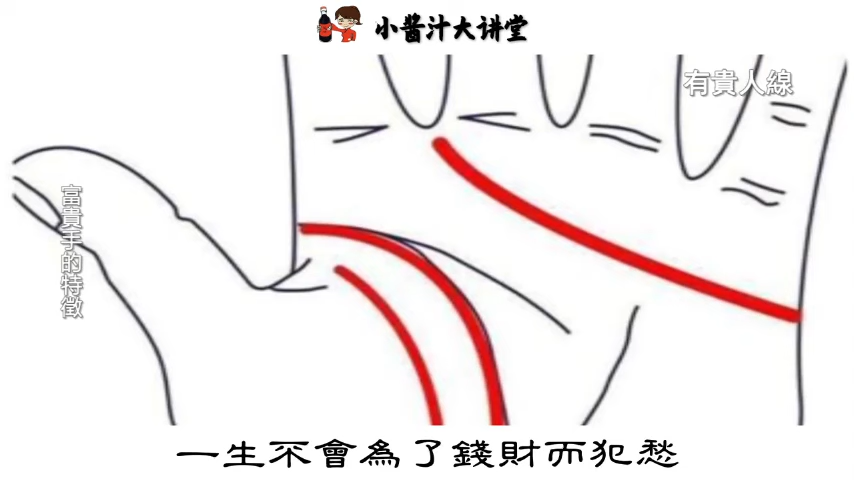 小酱汁大讲堂
有貴人線
富貴手的特徵
一生不會為了錢財而犯愁